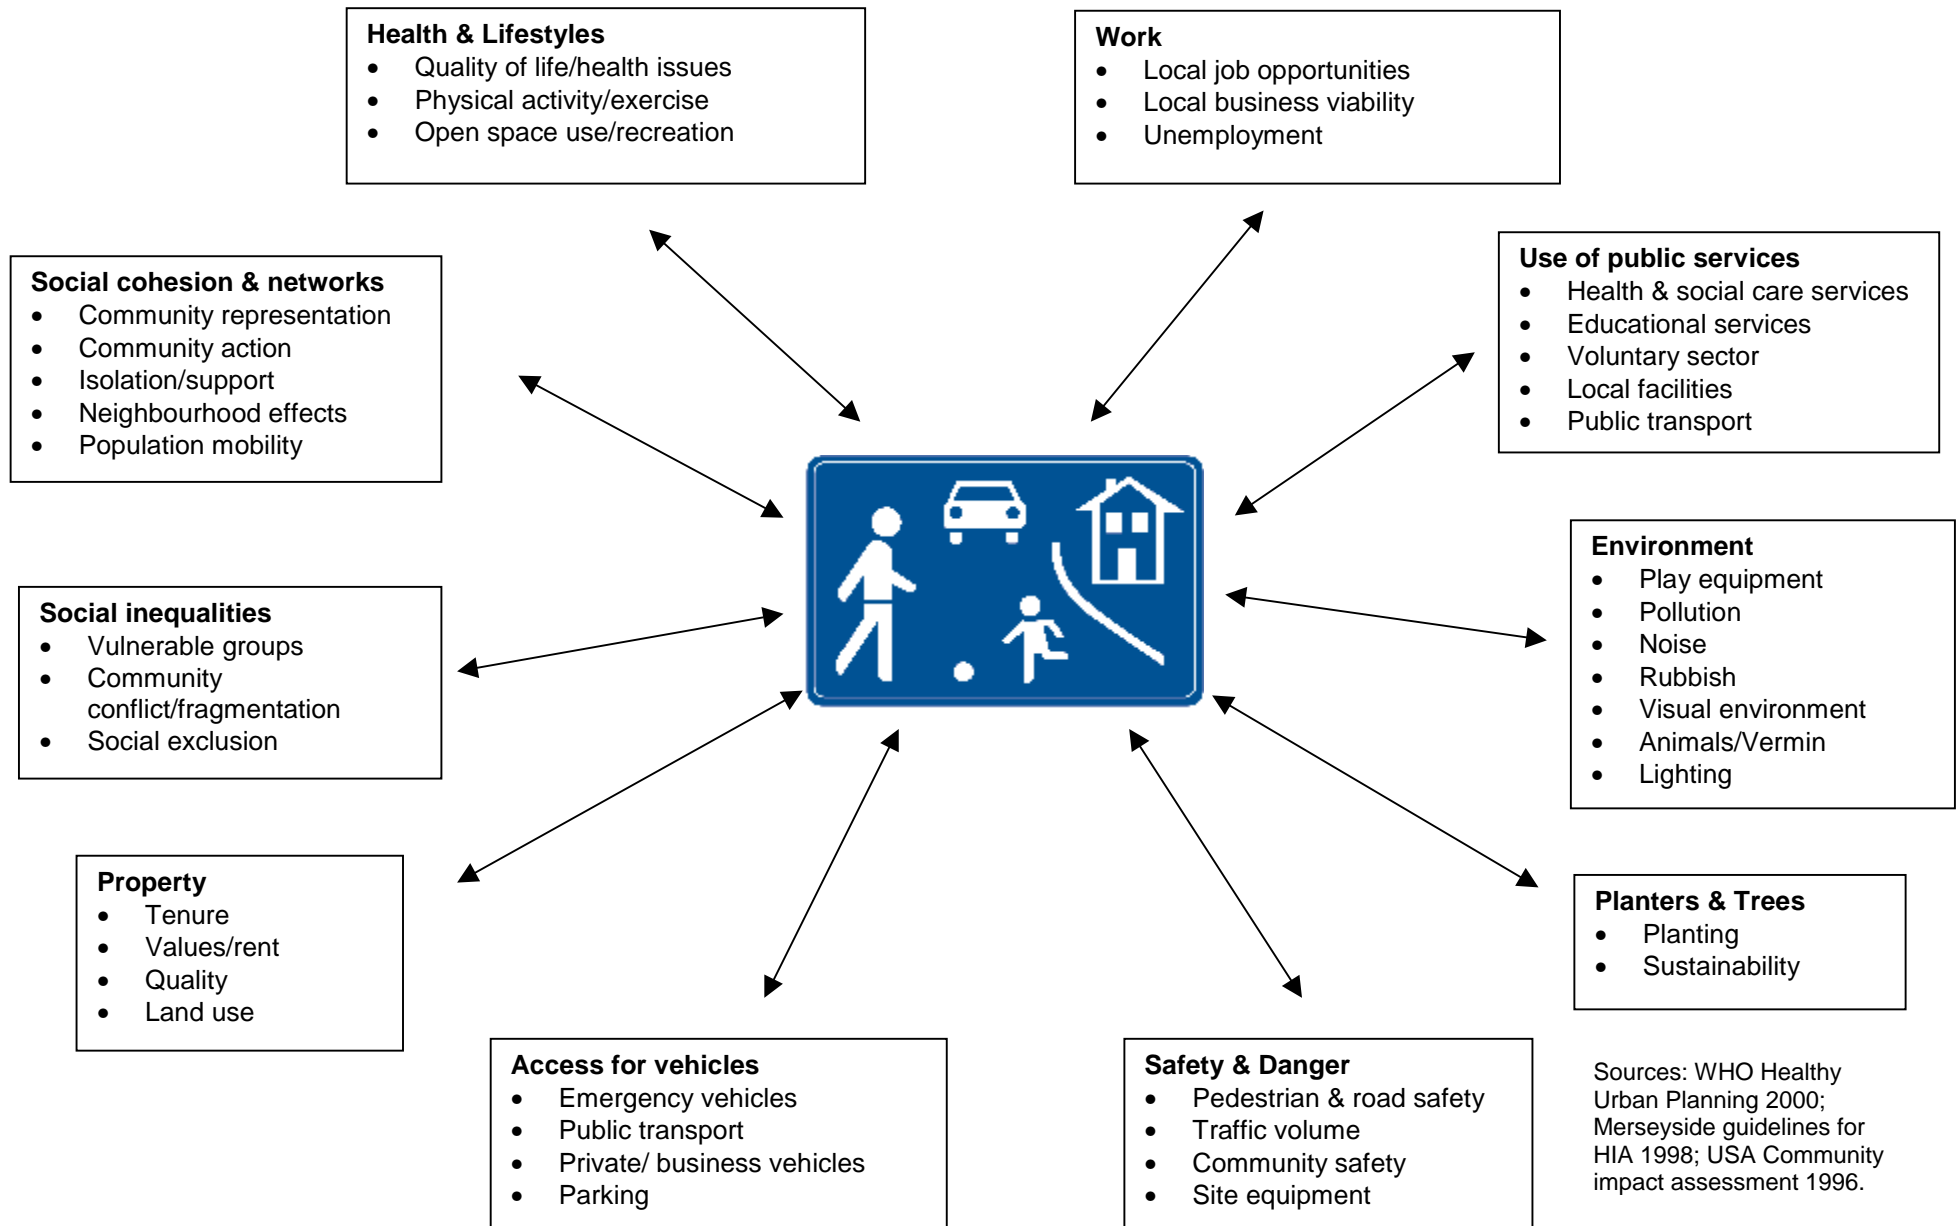 Health & Lifestyles
• Quality of life/health issues
• Physical activity/exercise
• Open space use/recreation
Work
• Local job opportunities
• Local business viability
• Unemployment
Social cohesion & networks
• Community representation
• Community action
• Isolation/support
• Neighbourhood effects
• Population mobility
Use of public services
• Health & social care services
• Educational services
• Voluntary sector
• Local facilities
• Public transport
Social inequalities
• Vulnerable groups
• Community
conflict/fragmentation
• Social exclusion
Environment
• Play equipment
• Pollution
• Noise
• Rubbish
• Visual environment
• Animals/Vermin
• Lighting
Property
• Tenure
• Values/rent
• Quality
• Land use
Planters & Trees
• Planting
• Sustainability
Access for vehicles
• Emergency vehicles
• Public transport
• Private/ business vehicles
• Parking
Safety & Danger
• Pedestrian & road safety
• Traffic volume
• Community safety
• Site equipment
Sources: WHO Healthy
Urban Planning 2000;
Merseyside guidelines for
HIA 1998; USA Community
impact assessment 1996.